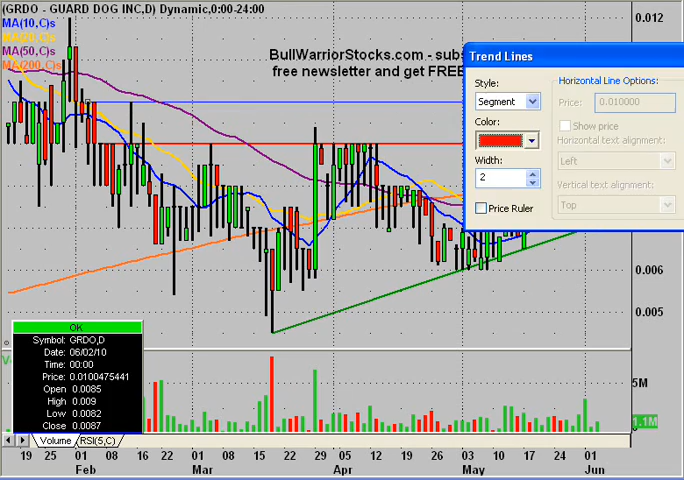 (GRDO - GUARD DOG INC,D) Dynamic,0:00-24:00
MA(10,C)s
MA(20,C)s
MA(50,C)s
MA(200,C)s
BullWarriorStocks.com - subs
free newsletter and get FREE
0.012
0.006
0.005
5M
1.1M
Trend Lines
Style:
Segment
Color:
Width:
2
Price Ruler
Horizontal Line Options:
Price: 0.010000
Show price
Horizontal text alignment:
Left
Vertical text alignment:
Top
OK
Symbol: GRDO,D
Date: 06/02/10
Time: 00:00
Price: 0.0100475441
Open 0.0085
High 0.009
Low 0.0082
Close 0.0087
Volume RSI(5,C)
19 25 08 16 22 08 15 22 29 05 12 19 26 03 10 17 24 01
Feb Mar Apr May Jun